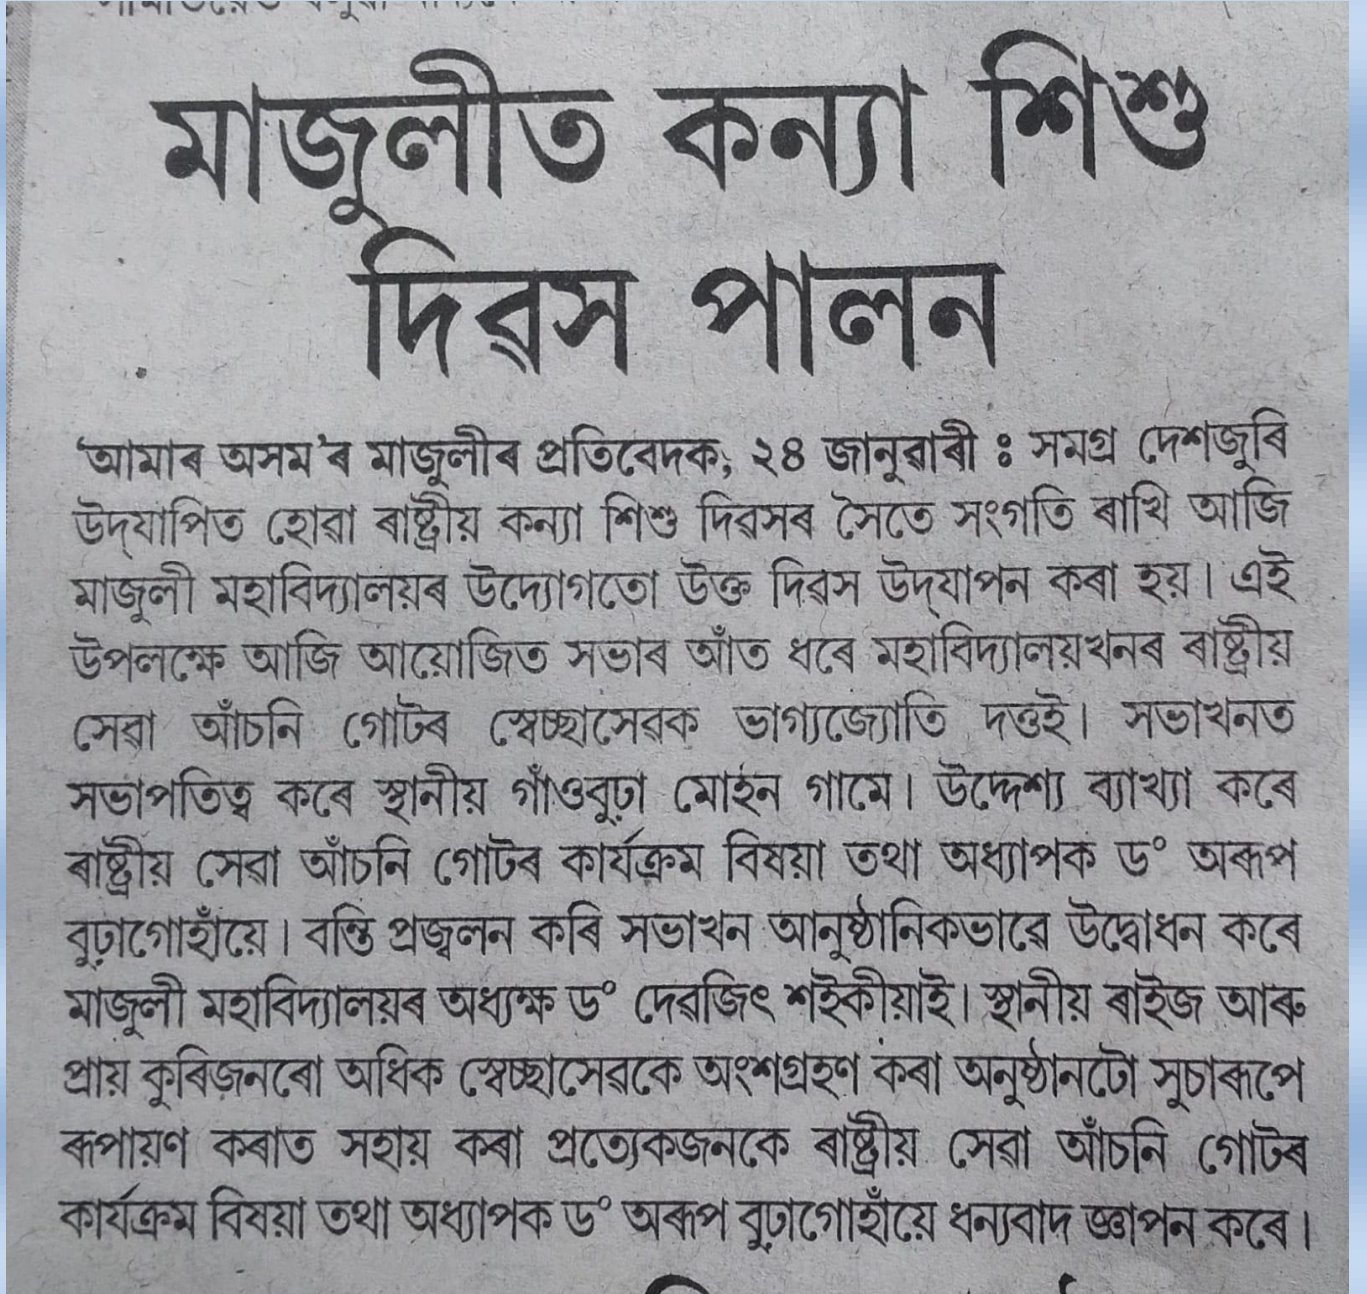 মাজুলীত কন্যা শিশু
দিৱস পালন
'আমাৰ অসম'ৰ মাজুলীৰ প্ৰতিবেদক, ২৪ জানুৱাৰী ঃ সমগ্ৰ দেশজুৰি
উদ্‌যাপিত হোৱা ৰাষ্ট্ৰীয় কন্যা শিশু দিৱসৰ সৈতে সংগতি ৰাখি আজি
মাজুলী মহাবিদ্যালয়ৰ উদ্যোগতো উক্ত দিৱস উদ্‌যাপন কৰা হয়। এই
উপলক্ষে আজি আয়োজিত সভাৰ আঁত ধৰে মহাবিদ্যালয়খনৰ ৰাষ্ট্ৰীয়
সেৱা আঁচনি গোটৰ স্বেচ্ছাসেৱক ভাগ্যজ্যোতি দত্তই। সভাখনত
সভাপতিত্ব কৰে স্থানীয় গাঁওবুঢ়া মোহন গামে। উদ্দেশ্য ব্যাখ্যা কৰে
ৰাষ্ট্ৰীয় সেৱা আঁচনি গোটৰ কাৰ্যক্ৰম বিষয়া তথা অধ্যাপক ড° অৰূপ
বুঢ়াগোহাঁয়ে। বন্তি প্ৰজ্বলন কৰি সভাখন আনুষ্ঠানিকভাৱে উদ্বোধন কৰে
মাজুলী মহাবিদ্যালয়ৰ অধ্যক্ষ ড° দেৱজিৎ শইকীয়াই। স্থানীয় ৰাইজ আৰু
প্ৰায় কুৰিজনৰো অধিক স্বেচ্ছাসেৱকে অংশগ্ৰহণ কৰা অনুষ্ঠানটো সুচাৰূপে
ৰূপায়ণ কৰাত সহায় কৰা প্ৰত্যেকজনকে ৰাষ্ট্ৰীয় সেৱা আঁচনি গোটৰ
কাৰ্যক্ৰম বিষয়া তথা অধ্যাপক ড° অৰূপ বুঢ়াগোহাঁয়ে ধন্যবাদ জ্ঞাপন কৰে।